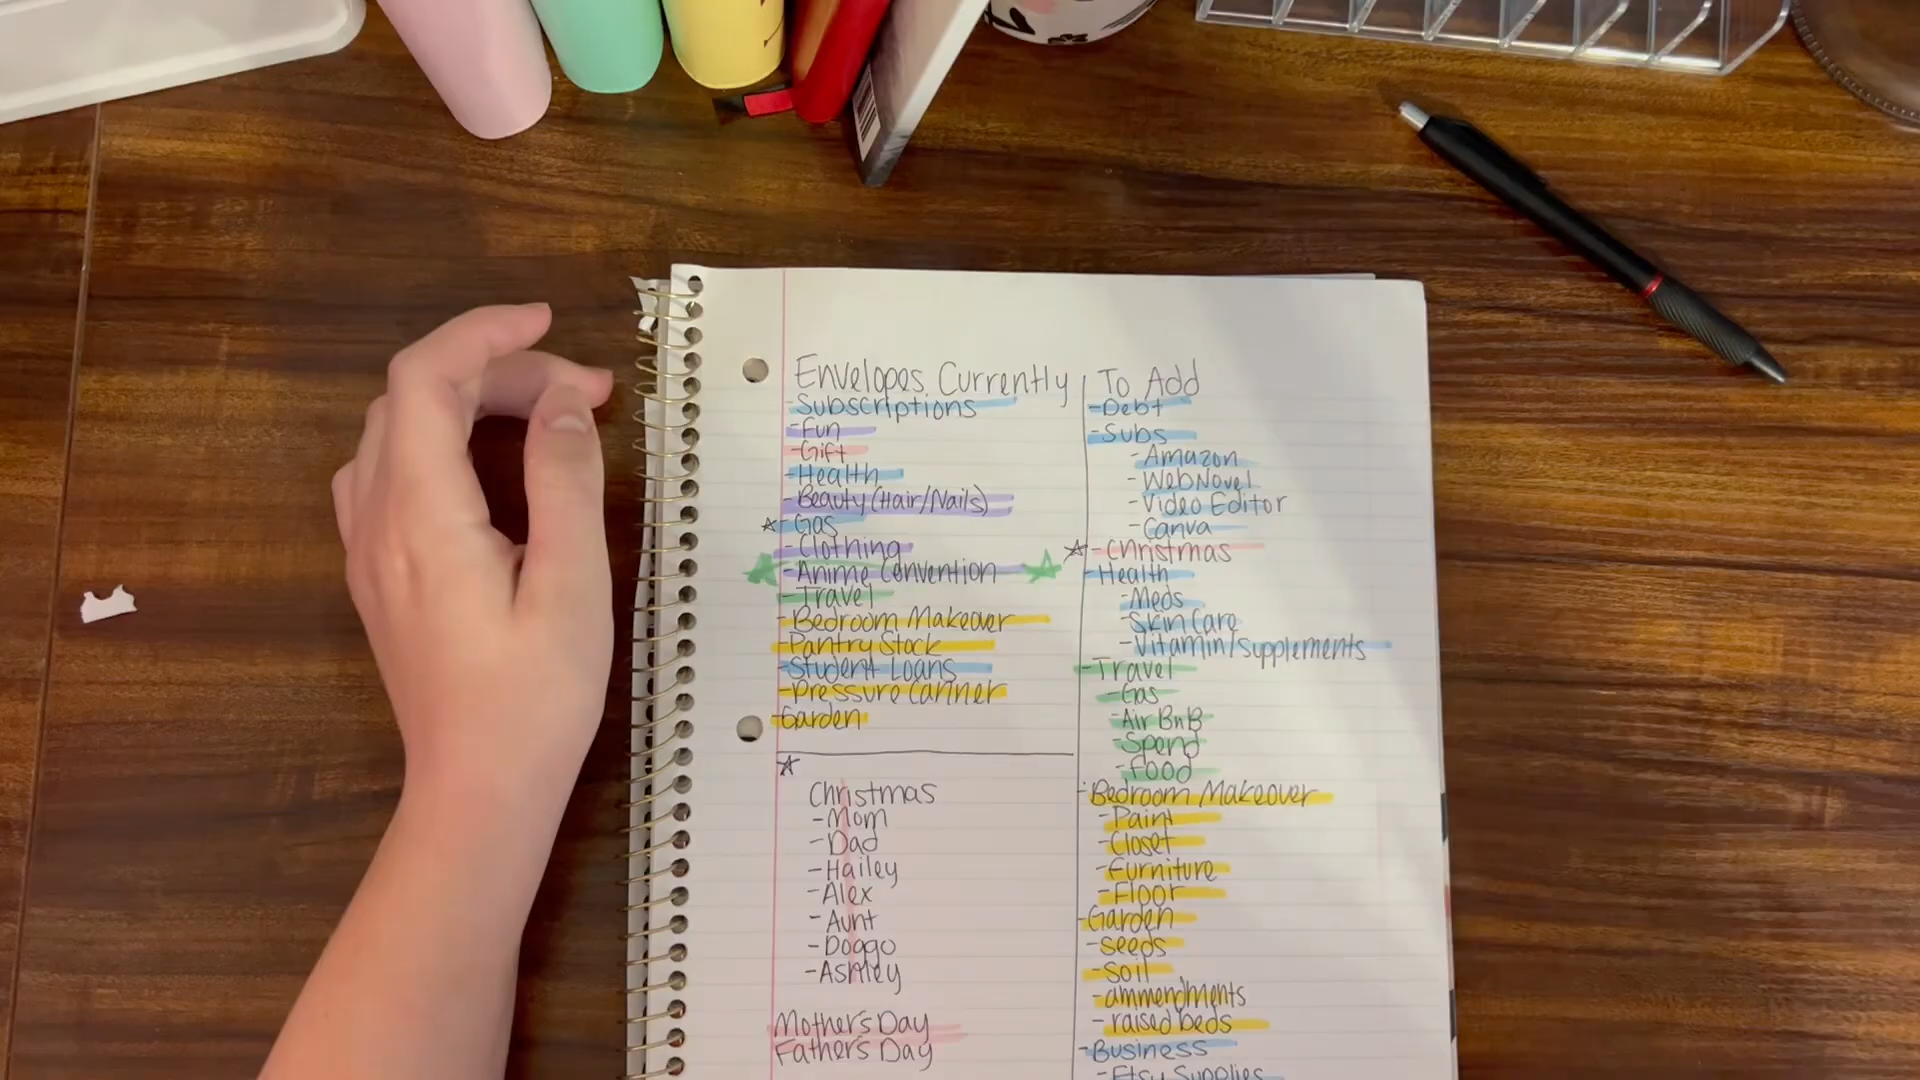 Envelopes Currently
-Subscriptions
-Fun
-Gift
-Health
-Beauty (Hair/Nails)
☆-Gas
-Clothing
-Anime Convention
-Travel
-Bedroom Makeover
-Pantry Stock
-Student Loans
-Pressure Canner
-Garden
☆
Christmas
-Mom
-Dad
-Hailey
-Alex
-Aunt
-Doggo
-Ashley
Mother's Day
Father's Day
To Add
-Debt
-Subs
-Amazon
-WebNovel
-Video Editor
-Canva
☆-Christmas
-Health
-Meds
-Skin Care
-Vitamin/Supplements
-Travel
-Gas
-Air BnB
-Spend
-Food
-Bedroom Makeover
-Paint
-Closet
-Furniture
-Floor
-Garden
-seeds
-Soil
-ammendments
-raised beds
-Business
-Etsy Supplies